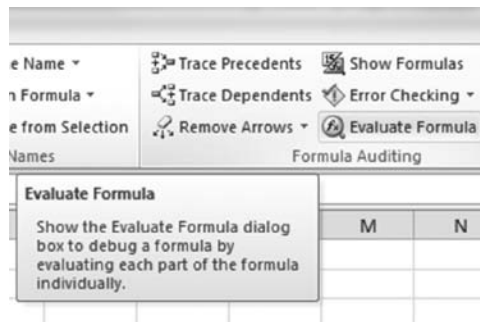 e Name
Trace Precedents
Show Formulas
n Formula
Trace Dependents
Error Checking
e from Selection
Remove Arrows
fx Evaluate Formula
Names
Formula Auditing
Evaluate Formula
Show the Evaluate Formula dialog
box to debug a formula by
evaluating each part of the formula
individually.
M
N